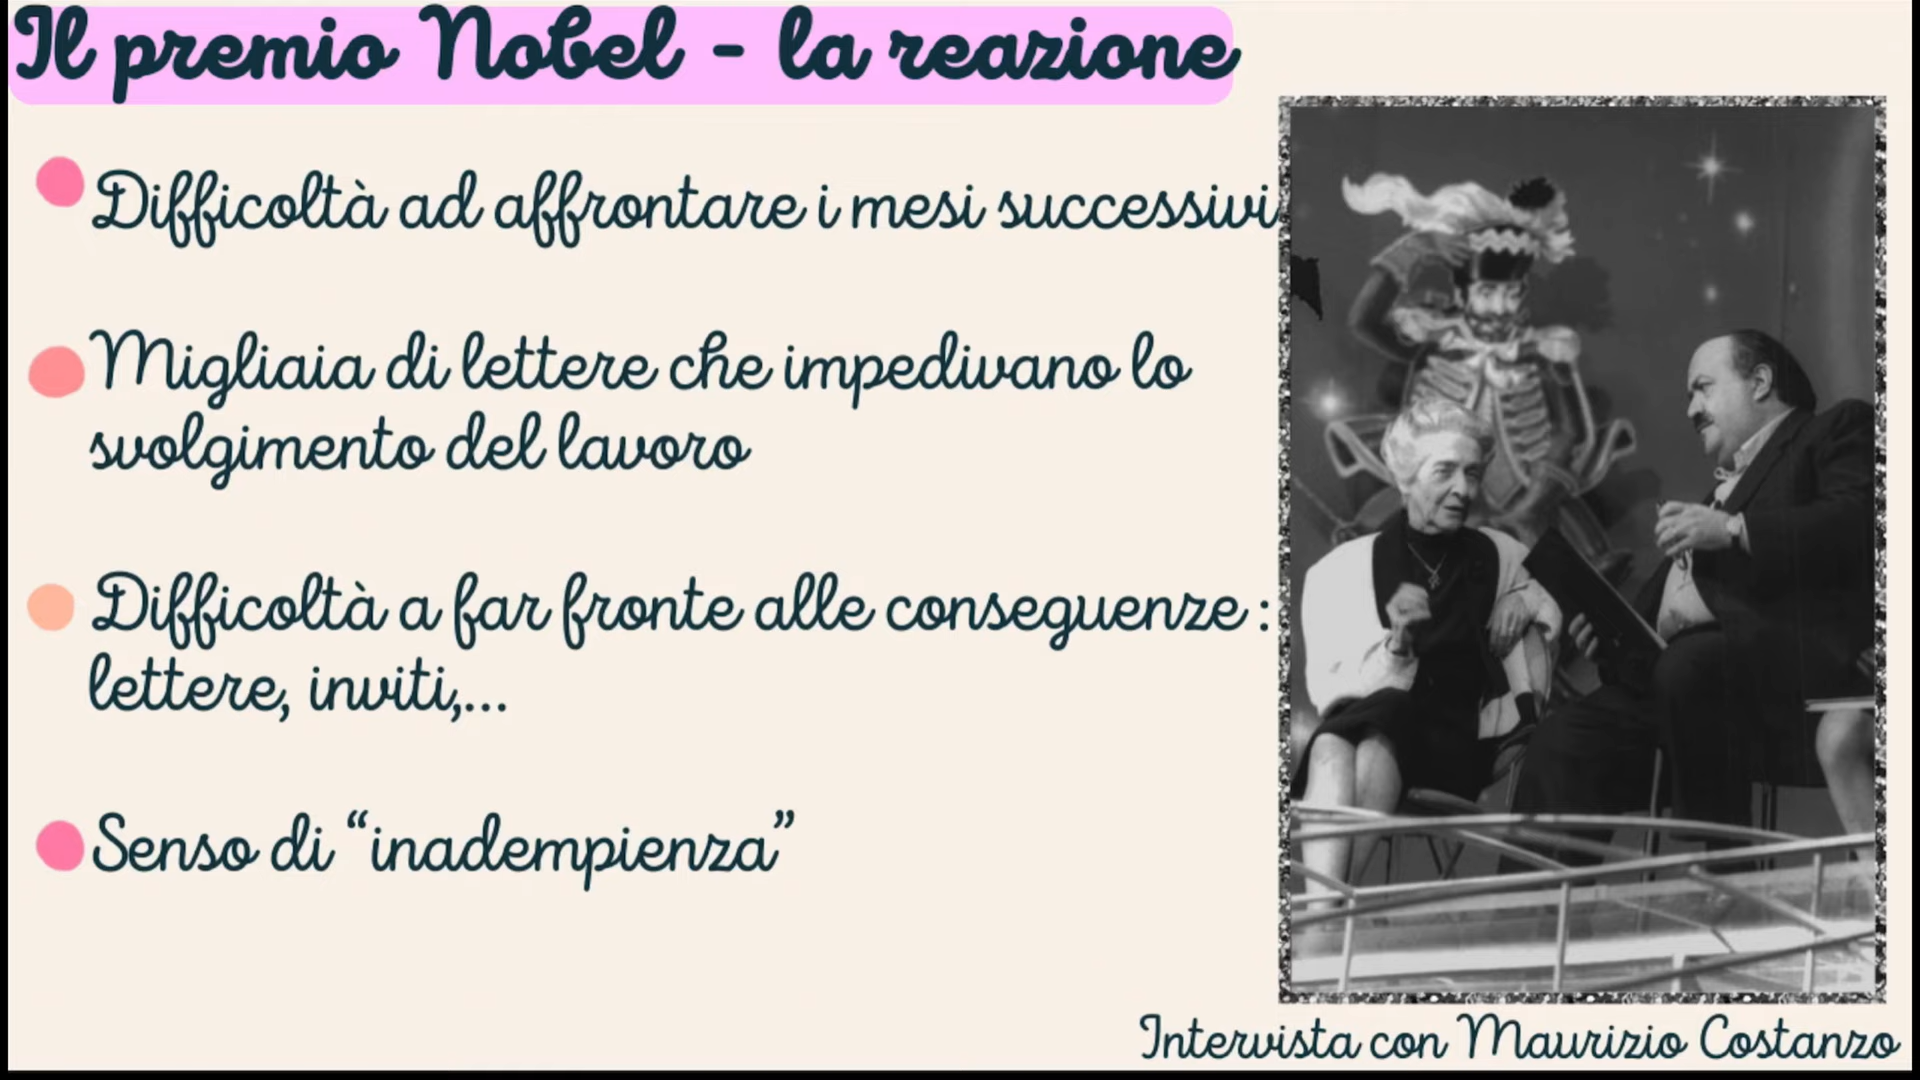 Il premio Nobel - la reazione
Difficoltà ad affrontare i mesi successivi
Migliaia di lettere che impedivano lo
svolgimento del lavoro
Difficoltà a far fronte alle conseguenze :
lettere, inviti,...
Senso di “inadempienza”
Intervista con Maurizio Costanzo